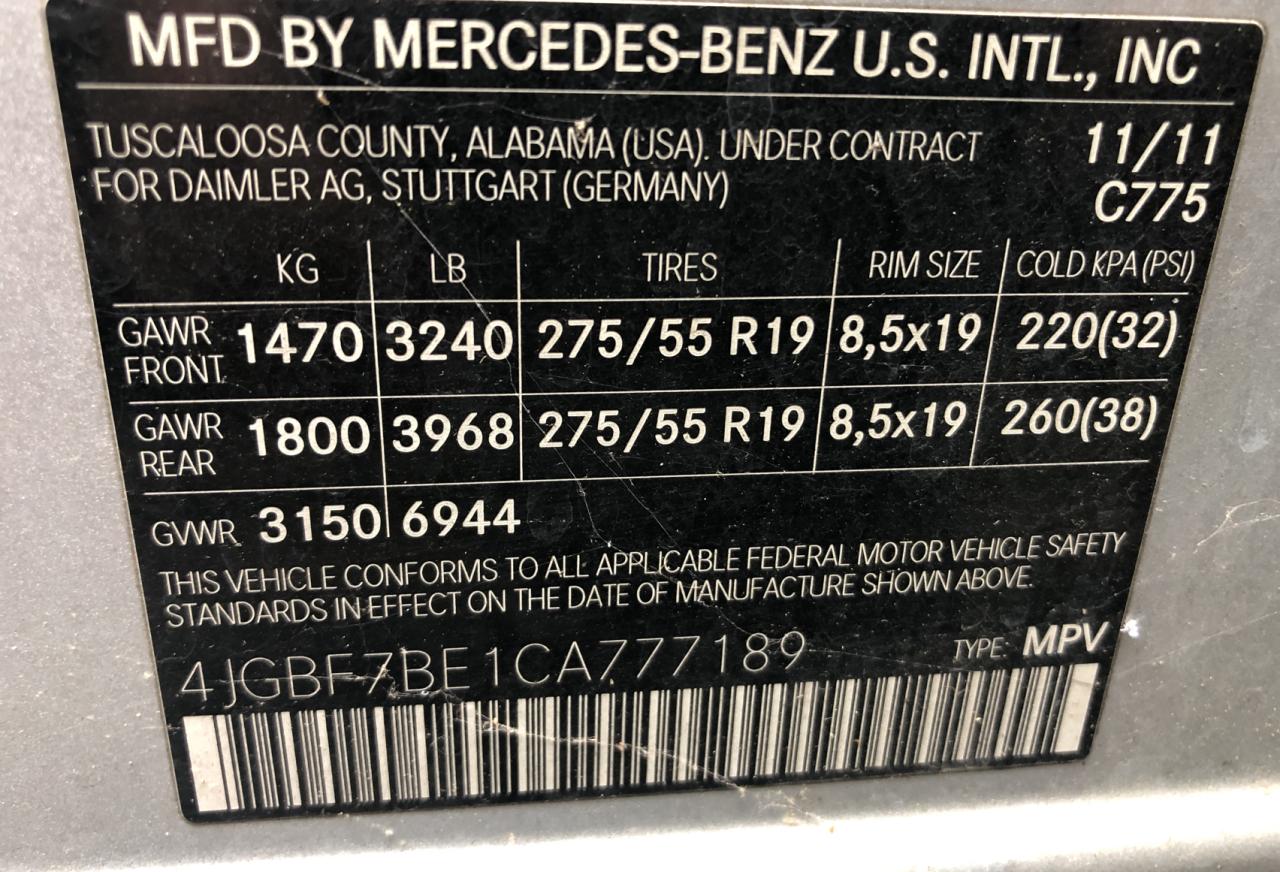 MFD BY MERCEDES-BENZ U.S. INTL., INC
TUSCALOOSA COUNTY, ALABAMA (USA). UNDER CONTRACT 11/11
FOR DAIMLER AG, STUTTGART (GERMANY) C775
KG LB TIRES RIM SIZE COLD KPA (PSI)
GAWR FRONT 1470 3240 275/55 R19 8,5x19 220(32)
GAWR REAR 1800 3968 275/55 R19 8,5x19 260(38)
GVWR 3150 6944
THIS VEHICLE CONFORMS TO ALL APPLICABLE FEDERAL MOTOR VEHICLE SAFETY
STANDARDS IN EFFECT ON THE DATE OF MANUFACTURE SHOWN ABOVE.
4JGBF7BE1CA777189 TYPE: MPV